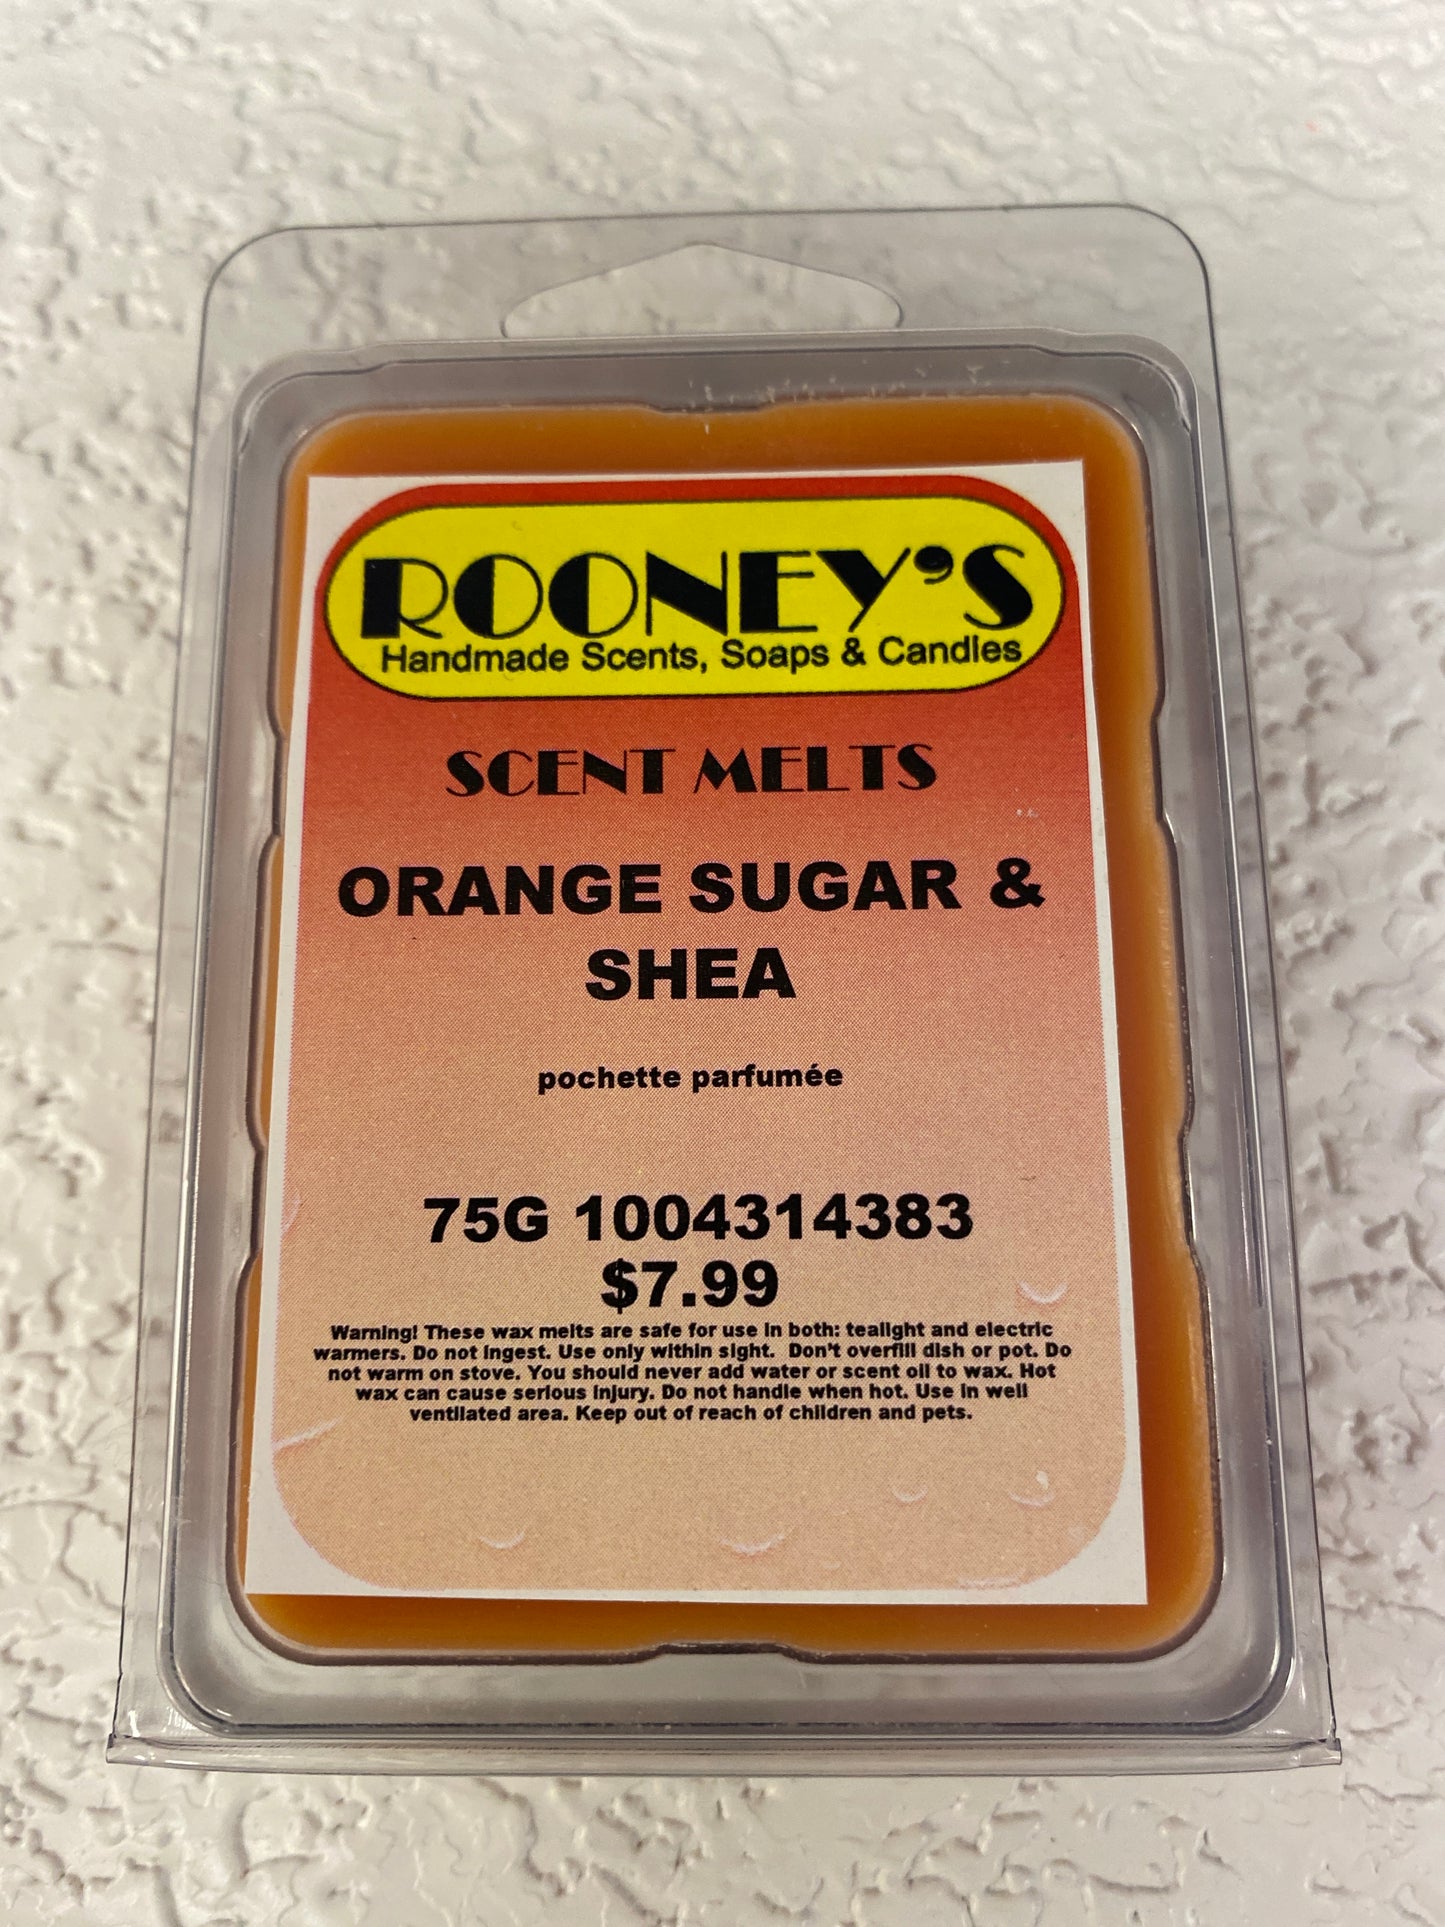 ROONEY'S
Handmade Scents, Soaps & Candles
SCENT MELTS
ORANGE SUGAR &
SHEA
pochette parfumée
75G 1004314383
$7.99
Warning! These wax melts are safe for use in both: tealight and electric
warmers. Do not ingest. Use only within sight. Don't overfill dish or pot. Do
not warm on stove. You should never add water or scent oil to wax. Hot
wax can cause serious injury. Do not handle when hot. Use in well
ventilated area. Keep out of reach of children and pets.